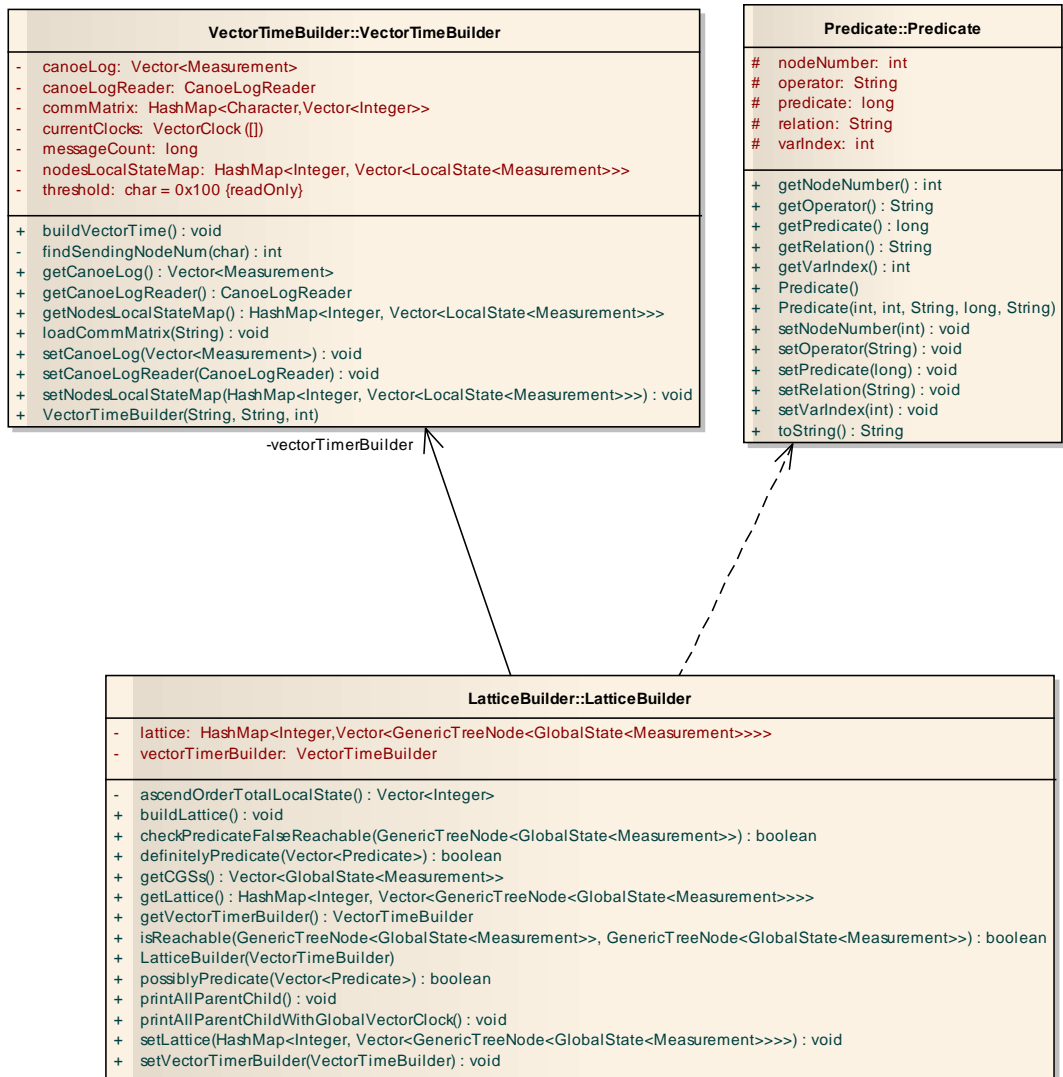 VectorTimeBuilder::VectorTimeBuilder
- canoeLog: Vector<Measurement>
- canoeLogReader: CanoeLogReader
- commMatrix: HashMap<Character,Vector<Integer>>
- currentClocks: VectorClock ([])
- messageCount: long
- nodesLocalStateMap: HashMap<Integer, Vector<LocalState<Measurement>>>
- threshold: char = 0x100 {readOnly}
+ buildVectorTime() : void
- findSendingNodeNum(char) : int
+ getCanoeLog() : Vector<Measurement>
+ getCanoeLogReader() : CanoeLogReader
+ getNodesLocalStateMap() : HashMap<Integer, Vector<LocalState<Measurement>>>
+ loadCommMatrix(String) : void
+ setCanoeLog(Vector<Measurement>) : void
+ setCanoeLogReader(CanoeLogReader) : void
+ setNodesLocalStateMap(HashMap<Integer, Vector<LocalState<Measurement>>>) : void
+ VectorTimeBuilder(String, String, int)
Predicate::Predicate
# nodeNumber: int
# operator: String
# predicate: long
# relation: String
# varIndex: int
+ getNodeNumber() : int
+ getOperator() : String
+ getPredicate() : long
+ getRelation() : String
+ getVarIndex() : int
+ Predicate()
+ Predicate(int, int, String, long, String)
+ setNodeNumber(int) : void
+ setOperator(String) : void
+ setPredicate(long) : void
+ setRelation(String) : void
+ setVarIndex(int) : void
+ toString() : String
-vectorTimerBuilder
LatticeBuilder::LatticeBuilder
- lattice: HashMap<Integer,Vector<GenericTreeNode<GlobalState<Measurement>>>>
- vectorTimerBuilder: VectorTimeBuilder
- ascendOrderTotalLocalState() : Vector<Integer>
+ buildLattice() : void
+ checkPredicateFalseReachable(GenericTreeNode<GlobalState<Measurement>>) : boolean
+ definitelyPredicate(Vector<Predicate>) : boolean
+ getCGSs() : Vector<GlobalState<Measurement>>
+ getLattice() : HashMap<Integer, Vector<GenericTreeNode<GlobalState<Measurement>>>>
+ getVectorTimerBuilder() : VectorTimeBuilder
+ isReachable(GenericTreeNode<GlobalState<Measurement>>, GenericTreeNode<GlobalState<Measurement>>) : boolean
+ LatticeBuilder(VectorTimeBuilder)
+ possiblyPredicate(Vector<Predicate>) : boolean
+ printAllParentChild() : void
+ printAllParentChildWithGlobalVectorClock() : void
+ setLattice(HashMap<Integer, Vector<GenericTreeNode<GlobalState<Measurement>>>>) : void
+ setVectorTimerBuilder(VectorTimeBuilder) : void